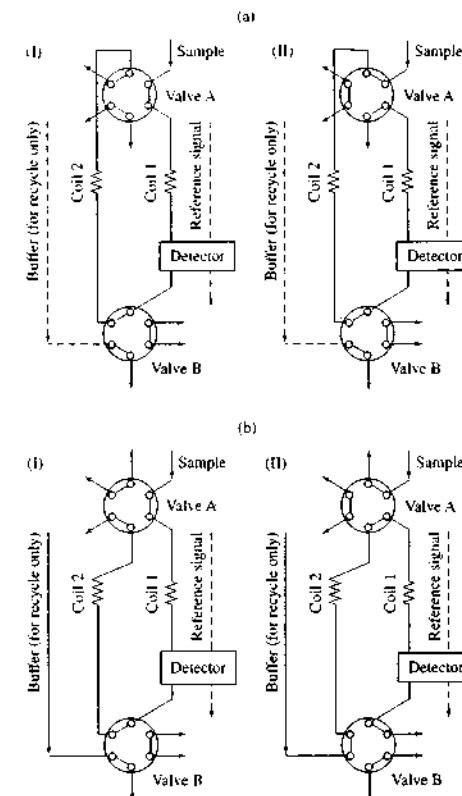 (a)
(I)
Sample
Valve A
Buffer (for recycle only)
Coil 2
Coil 1
Reference signal
Detector
Valve B
(II)
Sample
Valve A
Buffer (for recycle only)
Coil 2
Coil 1
Reference signal
Detector
Valve B
(b)
(I)
Sample
Valve A
Buffer (for recycle only)
Coil 2
Coil 1
Reference signal
Detector
Valve B
(II)
Sample
Valve A
Buffer (for recycle only)
Coil 2
Coil 1
Reference signal
Detector
Valve B